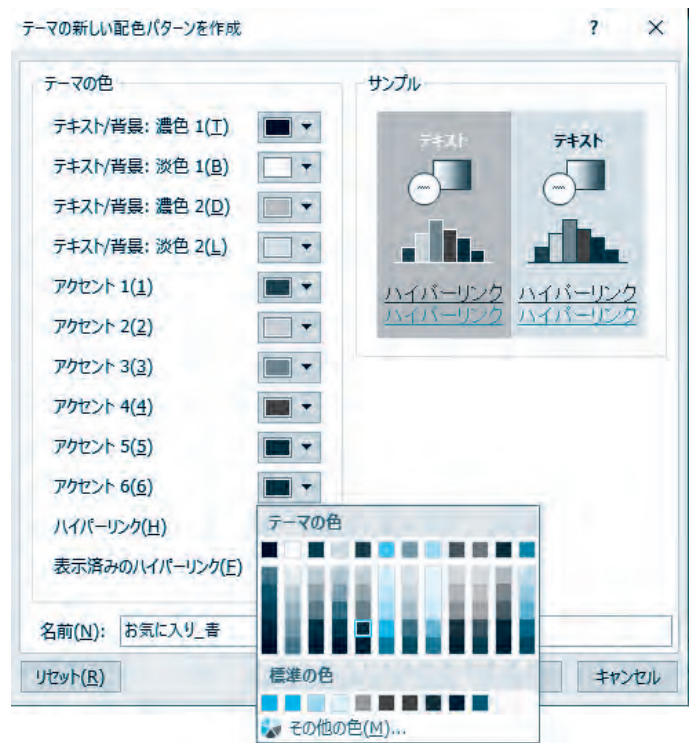 テーマの新しい配色パターンを作成
? ×
テーマの色
テキスト/背景: 濃色 1(T)
テキスト/背景: 淡色 1(B)
テキスト/背景: 濃色 2(D)
テキスト/背景: 淡色 2(L)
アクセント 1(1)
アクセント 2(2)
アクセント 3(3)
アクセント 4(4)
アクセント 5(5)
アクセント 6(6)
ハイパーリンク(H)
表示済みのハイパーリンク(F)
サンプル
テキスト
テキスト
ハイパーリンク
ハイパーリンク
ハイパーリンク
ハイパーリンク
テーマの色
標準の色
その他の色(M)...
名前(N): お気に入り_青
リセット(R)
キャンセル